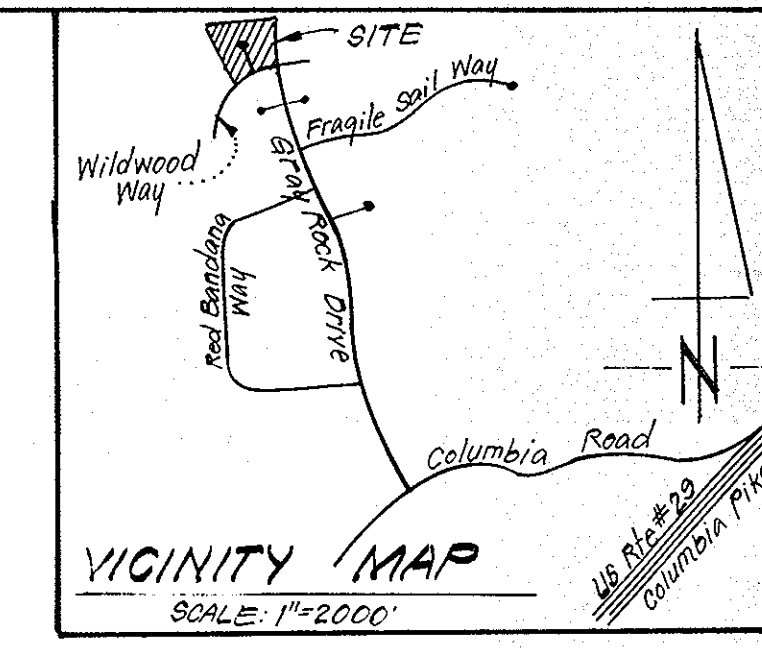 SITE
Fragile Sail Way
Wildwood
Way
Gray Rock Drive
Red Bandana
Way
N
Columbia Road
US Rte #29
Columbia Pike
VICINITY MAP
SCALE: 1"=2000'